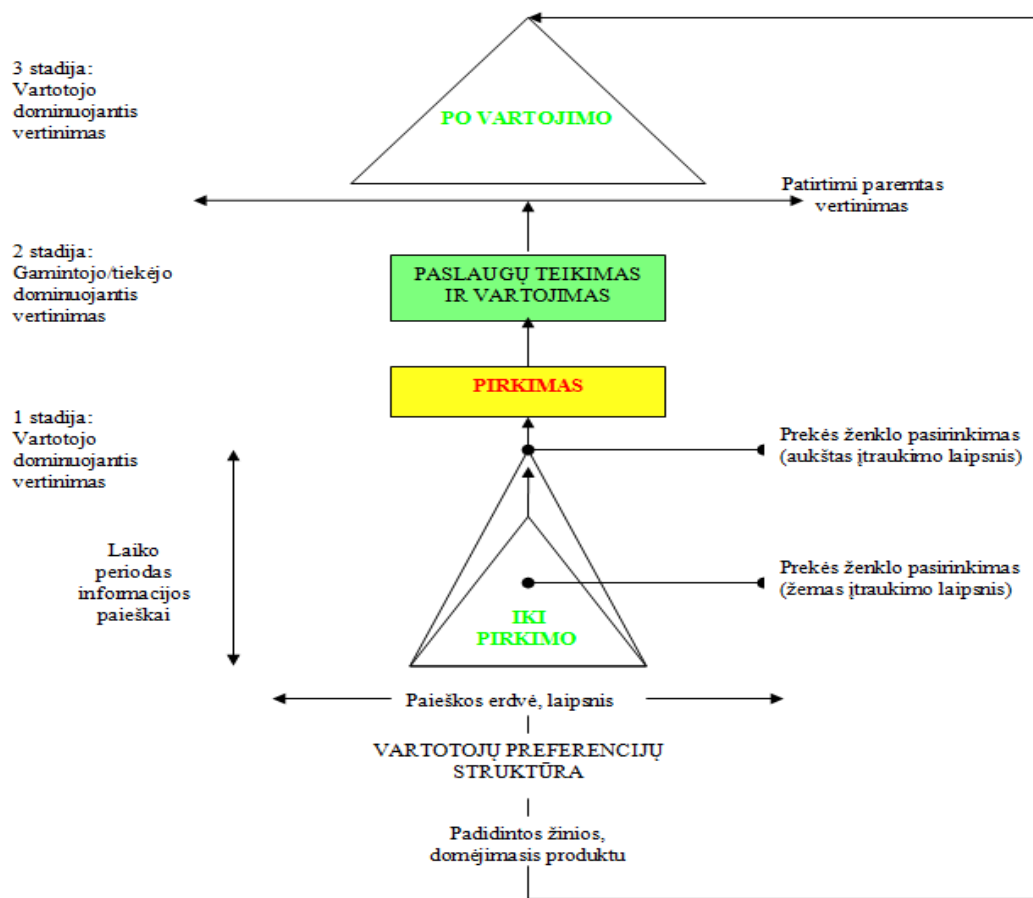 3 stadija:
Vartotojo
dominuojantis
vertinimas
PO VARTOJIMO
Patirtimi paremtas
vertinimas
2 stadija:
Gamintojo/tiekėjo
dominuojantis
vertinimas
PASLAUGŲ TEIKIMAS
IR VARTOJIMAS
PIRKIMAS
1 stadija:
Vartotojo
dominuojantis
vertinimas
Prekės ženklo pasirinkimas
(aukštas įtraukimo laipsnis)
Laiko
periodas
informacijos
paieškai
Prekės ženklo pasirinkimas
(žemas įtraukimo laipsnis)
IKI
PIRKIMO
Paieškos erdvė, laipsnis
VARTOTOJŲ PREFERENCIJŲ
STRUKTŪRA
Padidintos žinios,
domėjimasis produktu